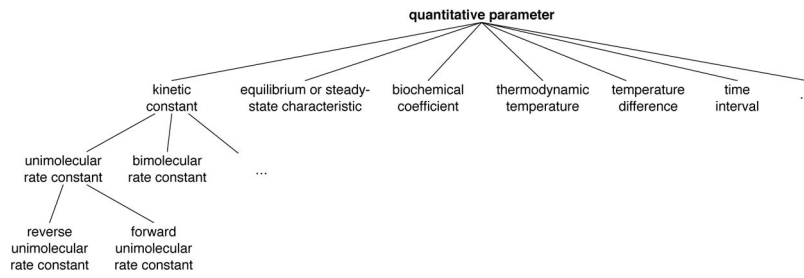 quantitative parameter
kinetic
constant
equilibrium or steady-
state characteristic
biochemical
coefficient
thermodynamic
temperature
temperature
difference
time
interval
..
unimolecular
rate constant
bimolecular
rate constant
...
reverse
unimolecular
rate constant
forward
unimolecular
rate constant